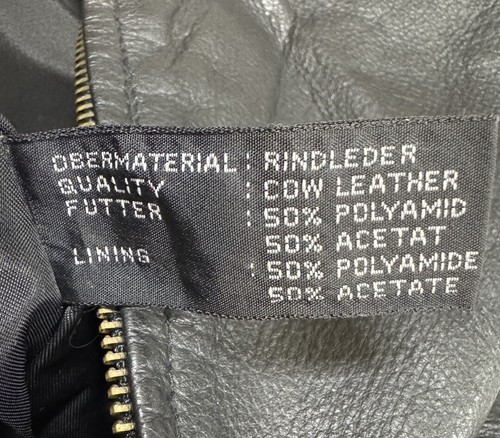 OBERMATERIAL : RINDLEDER
QUALITY : COW LEATHER
FUTTER : 50% POLYAMID
50% ACETAT
LINING : 50% POLYAMIDE
50% ACETATE